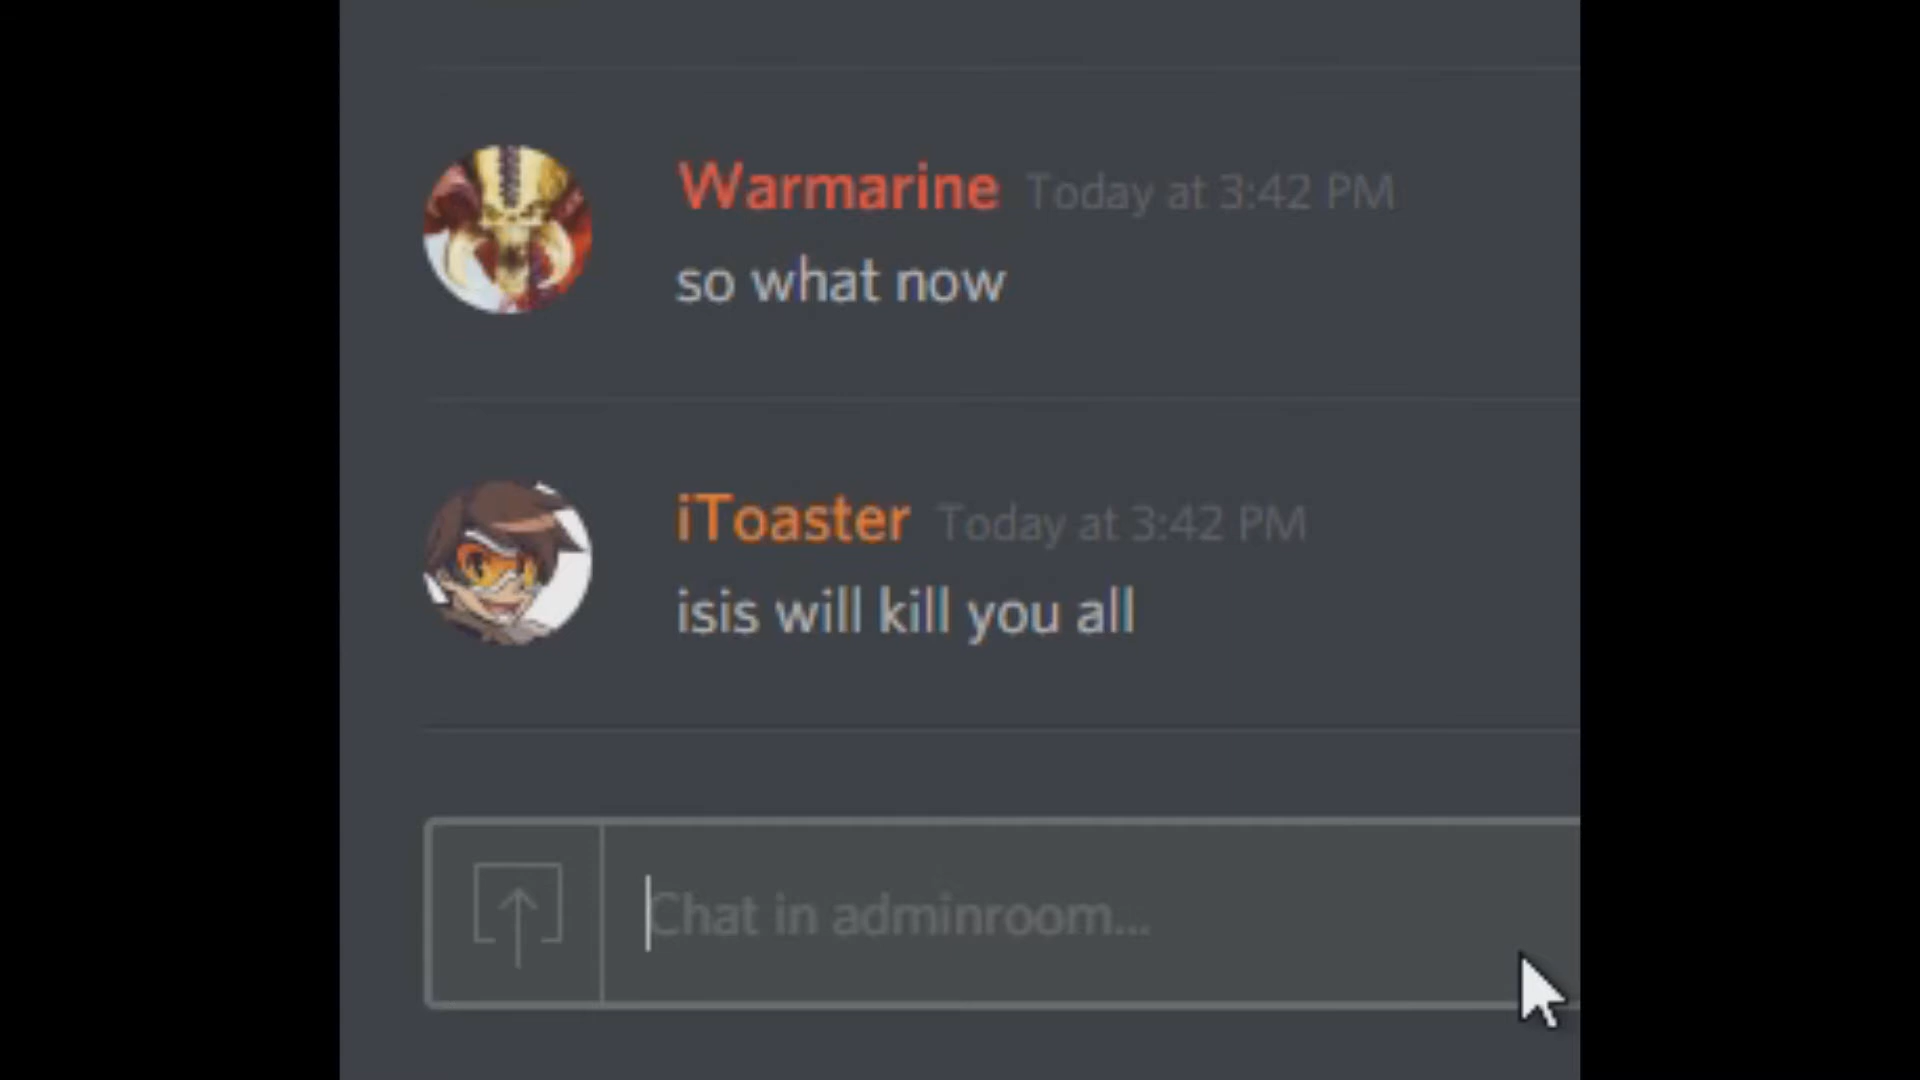 Warmarine Today at 3:42 PM
so what now
iToaster Today at 3:42 PM
isis will kill you all
Chat in adminroom...